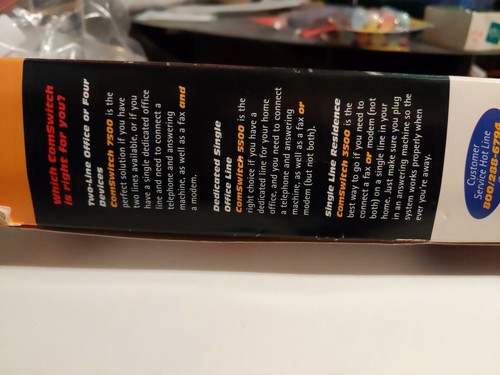 Which ComSwitch
is right for you?
Two-Line Office or Four
Devices
ComSwitch 7500 is the
perfect solution if you have
two lines available, or if you
have a single dedicated office
line and need to connect a
telephone and answering
machine, as well as a fax and
a modem.
Dedicated Single
Office Line
ComSwitch 5500 is the
right choice if you have a
dedicated line for your home
office, and you need to connect
a telephone and answering
machine, as well as a fax or
modem (but not both).
Single Line Residence
ComSwitch 3500 is the
best way to go if you need to
connect a fax or modem (not
both) on a single line in your
home. Just make sure you plug
in an answering machine so the
system works properly when
ever you're away.
Customer
Service Hot Line
800/288-6794